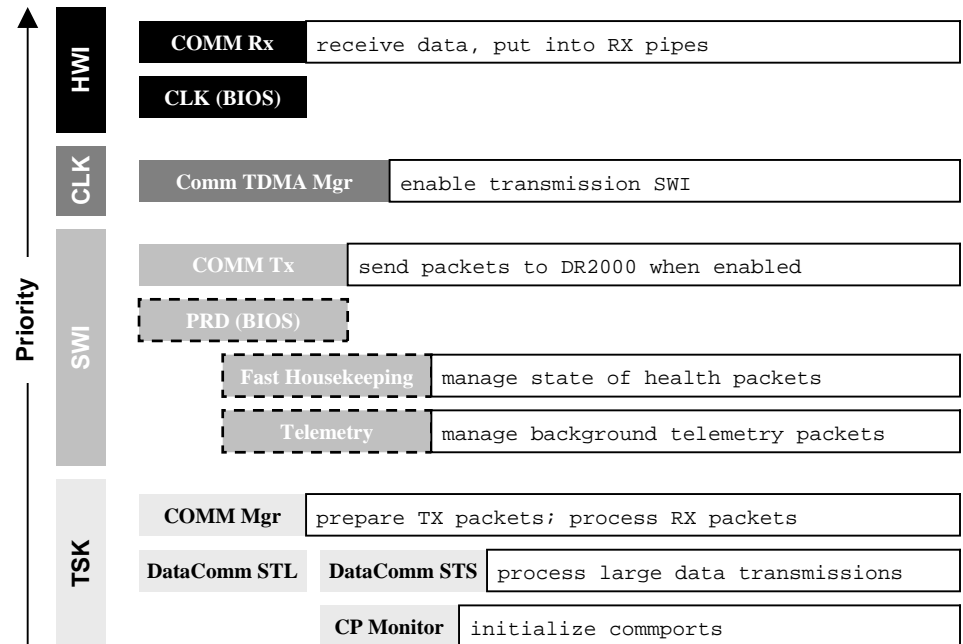 Priority
HWI
COMM Rx receive data, put into RX pipes
CLK (BIOS)
CLK
Comm TDMA Mgr enable transmission SWI
SWI
COMM Tx send packets to DR2000 when enabled
PRD (BIOS)
Fast Housekeeping manage state of health packets
Telemetry manage background telemetry packets
TSK
COMM Mgr prepare TX packets; process RX packets
DataComm STL DataComm STS process large data transmissions
CP Monitor initialize commports